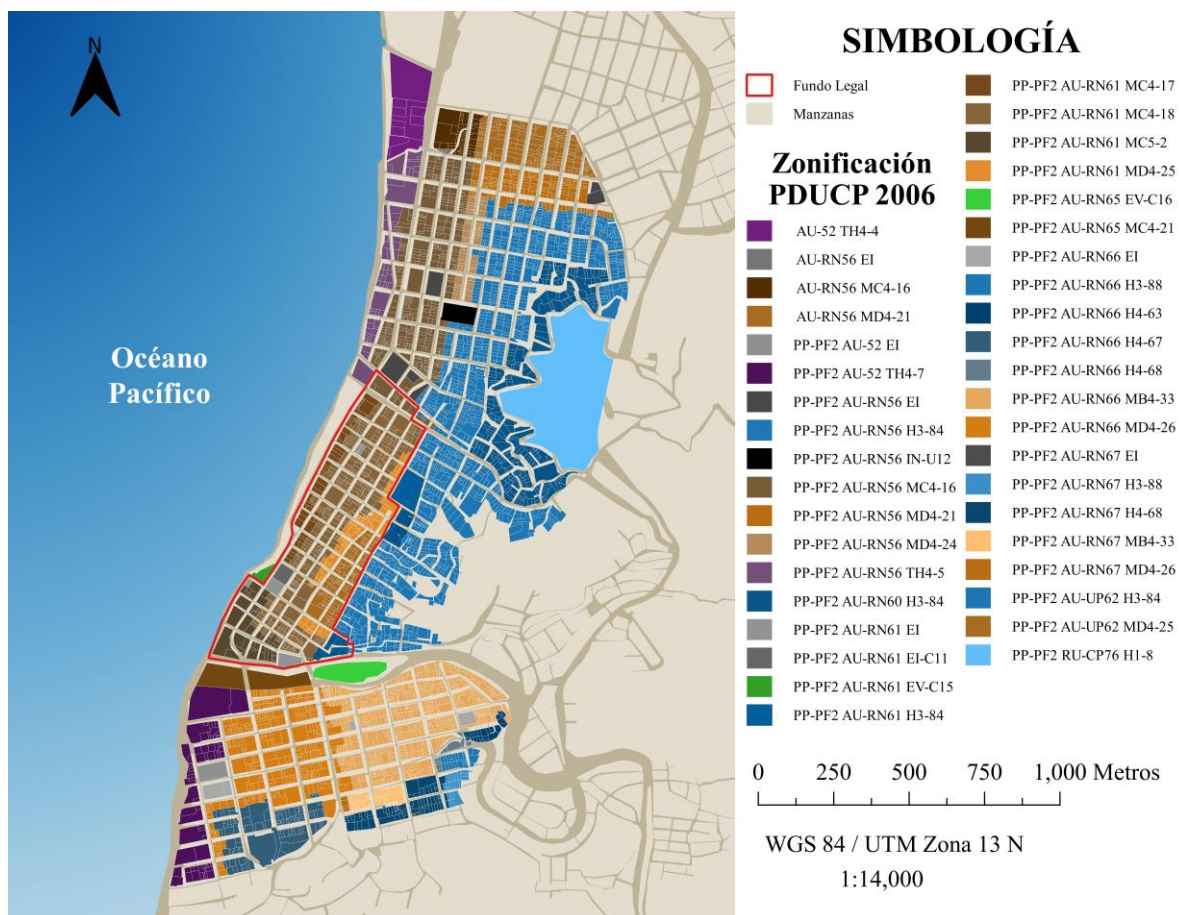 N
Océano
Pacífico
SIMBOLOGÍA
Fundo Legal
Manzanas
Zonificación
PDUCP 2006
AU-52 TH4-4
AU-RN56 EI
AU-RN56 MC4-16
AU-RN56 MD4-21
PP-PF2 AU-52 EI
PP-PF2 AU-52 TH4-7
PP-PF2 AU-RN56 EI
PP-PF2 AU-RN56 H3-84
PP-PF2 AU-RN56 IN-U12
PP-PF2 AU-RN56 MC4-16
PP-PF2 AU-RN56 MD4-21
PP-PF2 AU-RN56 MD4-24
PP-PF2 AU-RN56 TH4-5
PP-PF2 AU-RN60 H3-84
PP-PF2 AU-RN61 EI
PP-PF2 AU-RN61 EI-C11
PP-PF2 AU-RN61 EV-C15
PP-PF2 AU-RN61 H3-84
PP-PF2 AU-RN61 MC4-17
PP-PF2 AU-RN61 MC4-18
PP-PF2 AU-RN61 MC5-2
PP-PF2 AU-RN61 MD4-25
PP-PF2 AU-RN65 EV-C16
PP-PF2 AU-RN65 MC4-21
PP-PF2 AU-RN66 EI
PP-PF2 AU-RN66 H3-88
PP-PF2 AU-RN66 H4-63
PP-PF2 AU-RN66 H4-67
PP-PF2 AU-RN66 H4-68
PP-PF2 AU-RN66 MB4-33
PP-PF2 AU-RN66 MD4-26
PP-PF2 AU-RN67 EI
PP-PF2 AU-RN67 H3-88
PP-PF2 AU-RN67 H4-68
PP-PF2 AU-RN67 MB4-33
PP-PF2 AU-RN67 MD4-26
PP-PF2 AU-UP62 H3-84
PP-PF2 AU-UP62 MD4-25
PP-PF2 RU-CP76 H1-8
0 250 500 750 1,000 Metros
WGS 84 / UTM Zona 13 N
1:14,000